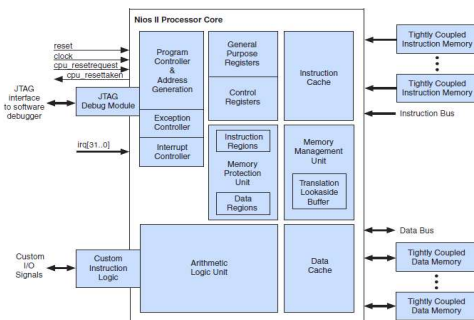 Nios II Processor Core
reset
clock
cpu_resetrequest
cpu_resettaken
JTAG
interface
to software
debugger
JTAG
Debug Module
irq[31..0]
Custom
I/O
Signals
Custom
Instruction
Logic
Program
Controller
&
Address
Generation
Exception
Controller
Interrupt
Controller
General
Purpose
Registers
Control
Registers
Instruction
Regions
Memory
Protection
Unit
Data
Regions
Instruction
Cache
Memory
Management
Unit
Translation
Lookaside
Buffer
Arithmetic
Logic Unit
Data
Cache
Tightly Coupled
Instruction Memory
Tightly Coupled
Instruction Memory
Instruction Bus
Data Bus
Tightly Coupled
Data Memory
Tightly Coupled
Data Memory